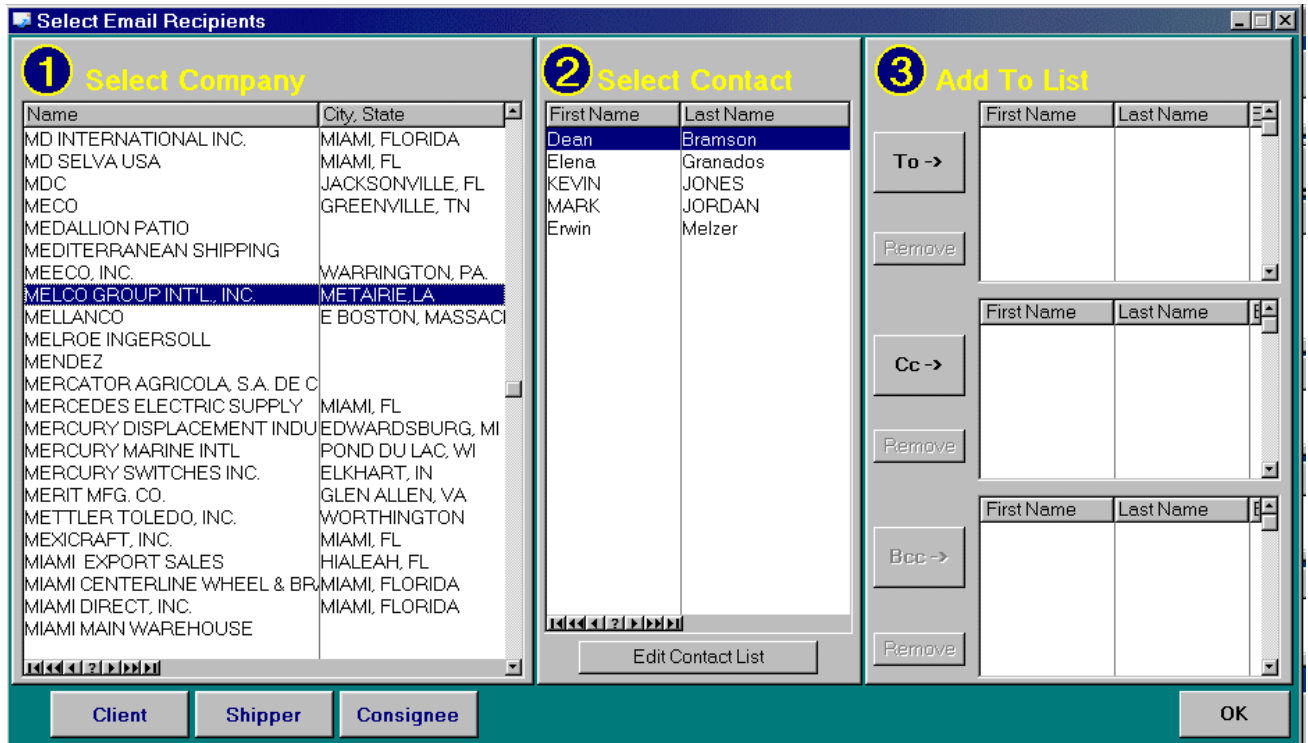 Select Email Recipients
1 Select Company
Name City, State
MD INTERNATIONAL INC. MIAMI, FLORIDA
MD SELVA USA MIAMI, FL
MDC JACKSONVILLE, FL
MECO GREENVILLE, TN
MEDALLION PATIO
MEDITERRANEAN SHIPPING
MEECO, INC. WARRINGTON, PA.
MELCO GROUP INT'L., INC. METAIRIE,LA
MELLANCO E BOSTON, MASSACI
MELROE INGERSOLL
MENDEZ
MERCATOR AGRICOLA, S.A. DE C
MERCEDES ELECTRIC SUPPLY MIAMI, FL
MERCURY DISPLACEMENT INDU EDWARDSBURG, MI
MERCURY MARINE INTL POND DU LAC, WI
MERCURY SWITCHES INC. ELKHART, IN
MERIT MFG. CO. GLEN ALLEN, VA
METTLER TOLEDO, INC. WORTHINGTON
MEXICRAFT, INC. MIAMI, FL
MIAMI EXPORT SALES HIALEAH, FL
MIAMI CENTERLINE WHEEL & BR MIAMI, FLORIDA
MIAMI DIRECT, INC. MIAMI, FLORIDA
MIAMI MAIN WAREHOUSE
?
2 Select Contact
First Name Last Name
Dean Bramson
Elena Granados
KEVIN JONES
MARK JORDAN
Erwin Melzer
?
Edit Contact List
3 Add To List
First Name Last Name
To ->
Remove
First Name Last Name
Cc ->
Remove
First Name Last Name
Bcc ->
Remove
Client Shipper Consignee OK